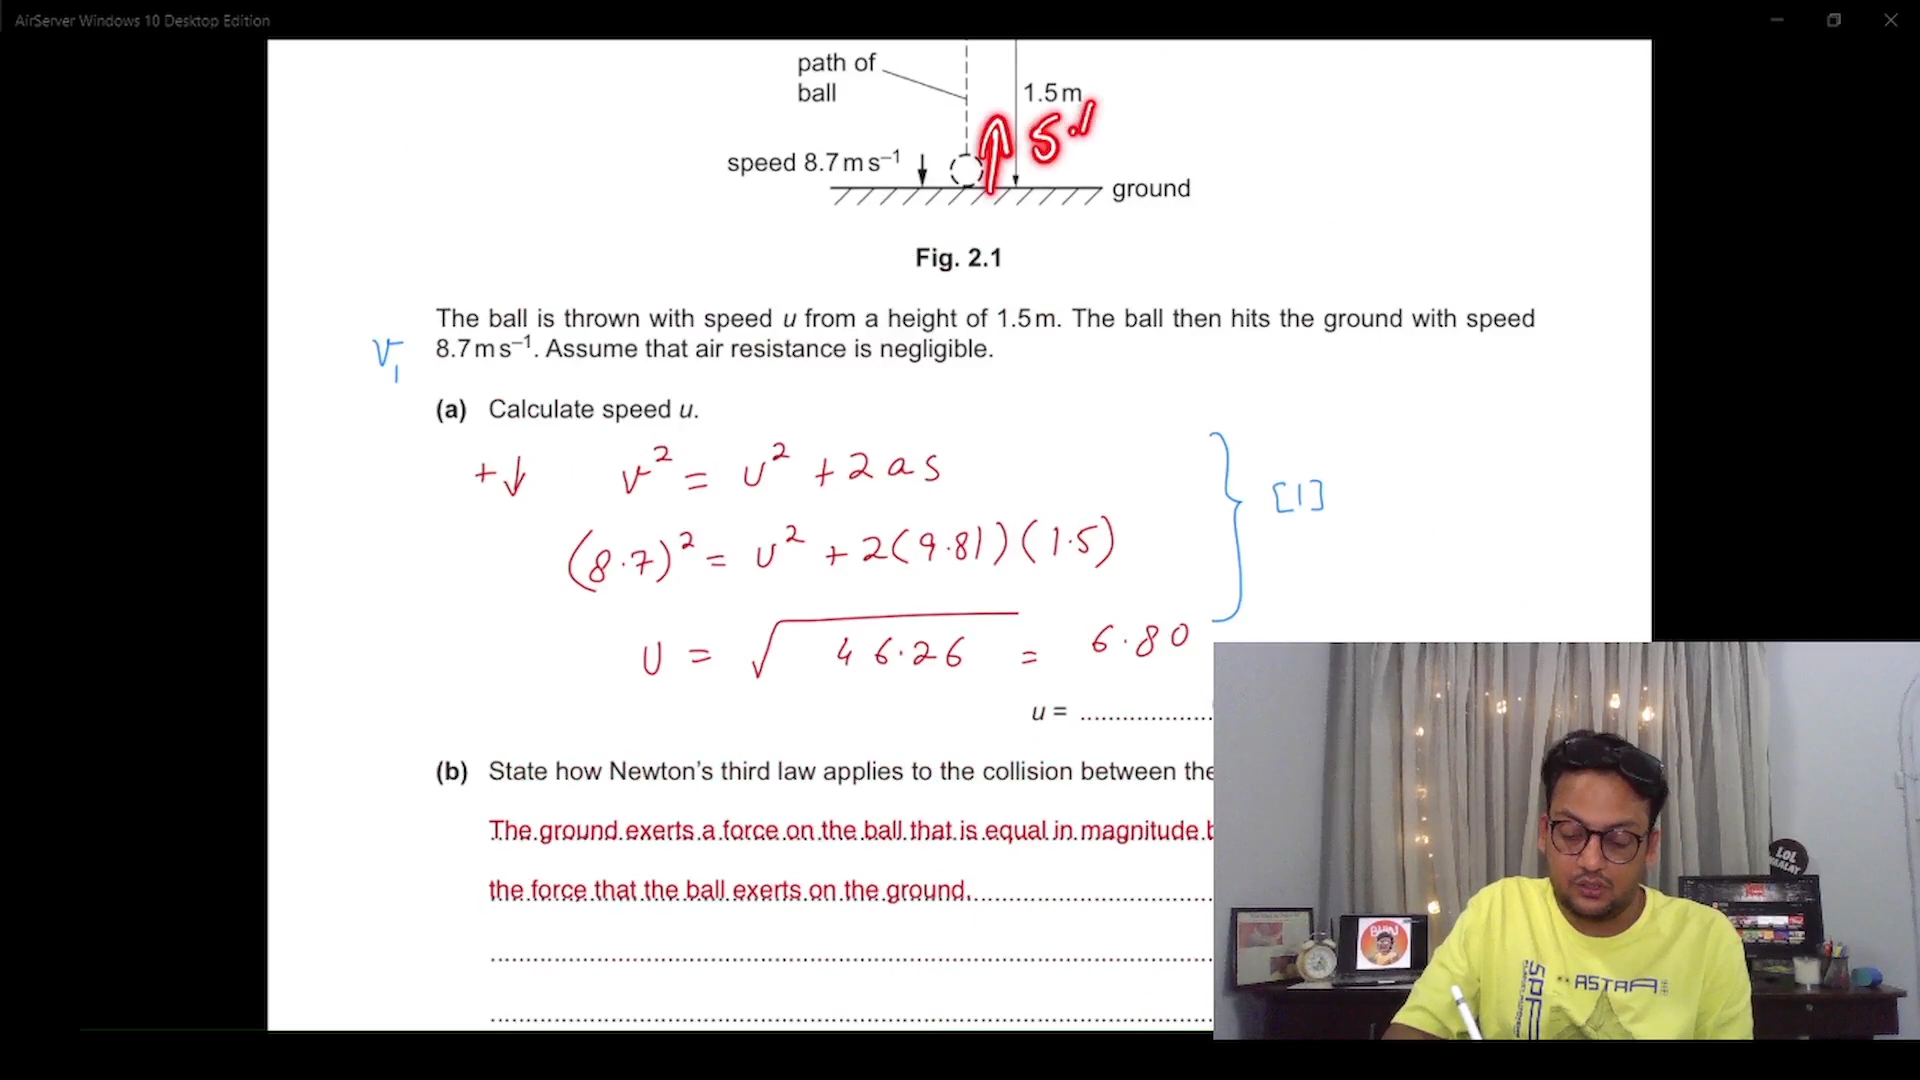 AirServer Windows 10 Desktop Edition
path of
ball
1.5 m
5.1
speed 8.7 m s⁻¹
ground
Fig. 2.1
The ball is thrown with speed u from a height of 1.5 m. The ball then hits the ground with speed
V₁
8.7 m s⁻¹. Assume that air resistance is negligible.
(a) Calculate speed u.
+↓ v² = u² + 2as
(8.7)² = u² + 2(9.81)(1.5)
[1]
U = √46.26 = 6.80
u = ....................
(b) State how Newton's third law applies to the collision between the
The ground exerts a force on the ball that is equal in magnitude b
the force that the ball exerts on the ground.
LOL
BHAI
ASTRA